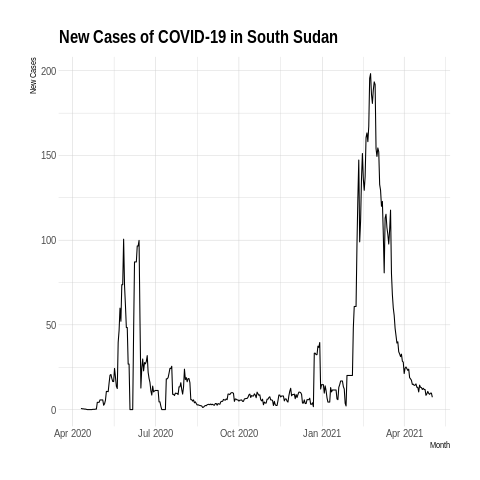 New Cases of COVID-19 in South Sudan
New Cases
200
150
100
50
0
Apr 2020 Jul 2020 Oct 2020 Jan 2021 Apr 2021
Month